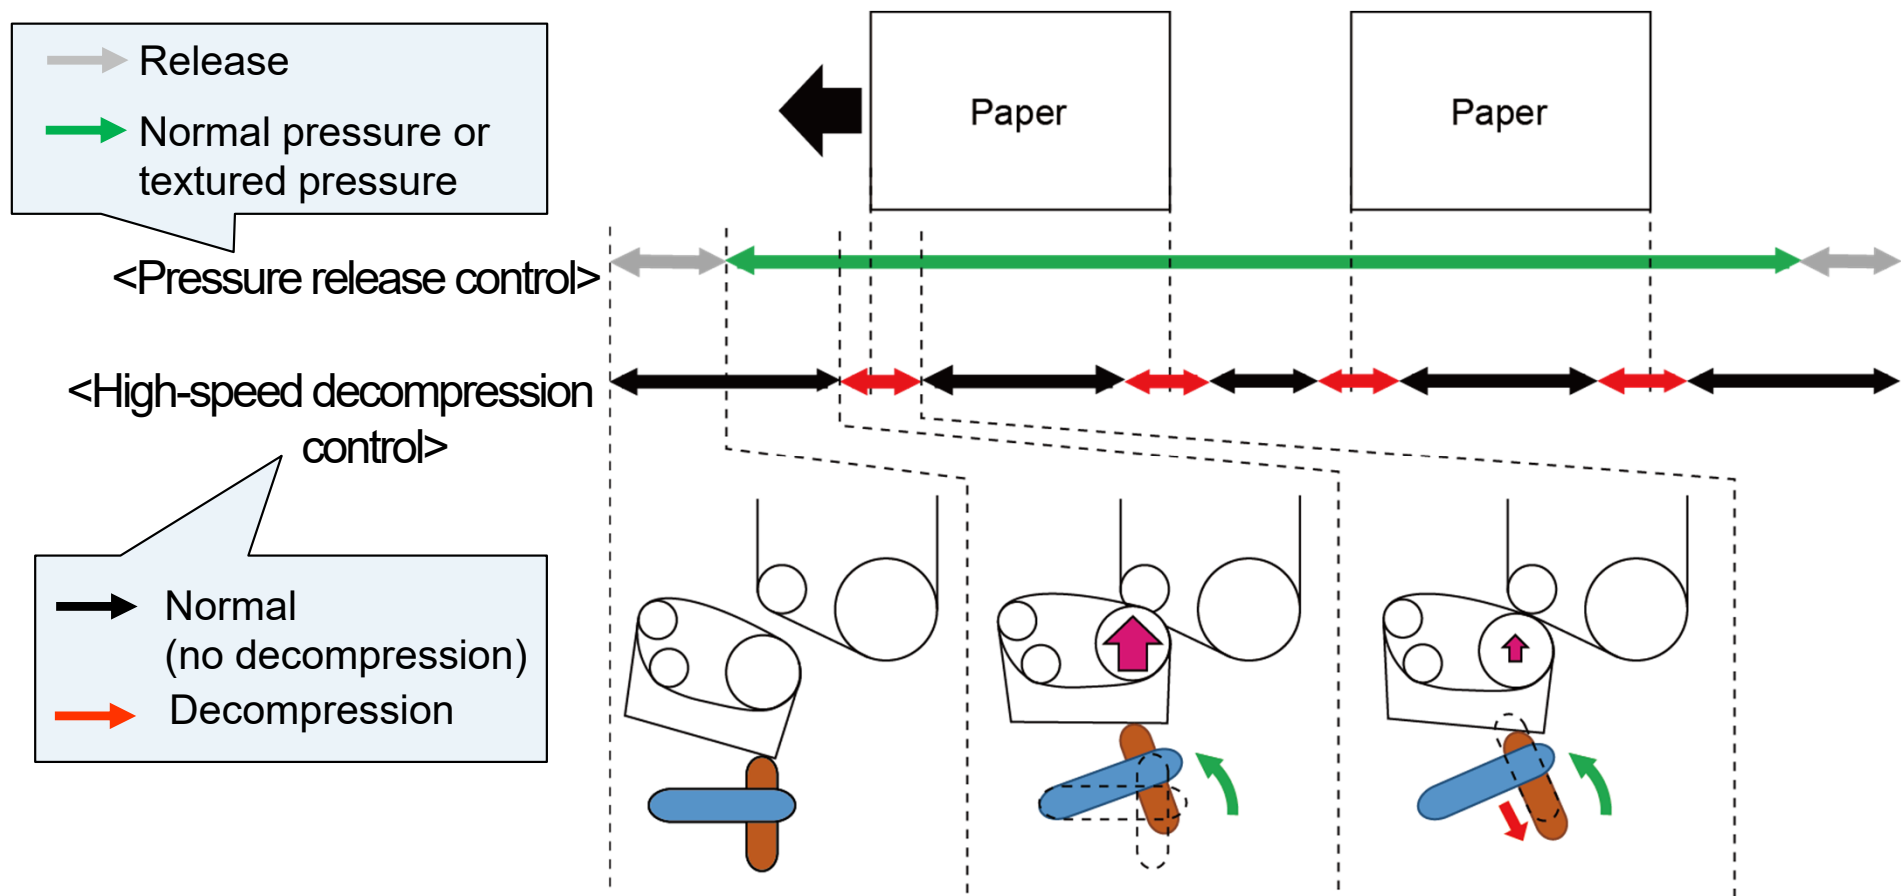 Release
Normal pressure or
textured pressure
Paper
Paper
<Pressure release control>
<High-speed decompression
control>
Normal
(no decompression)
Decompression